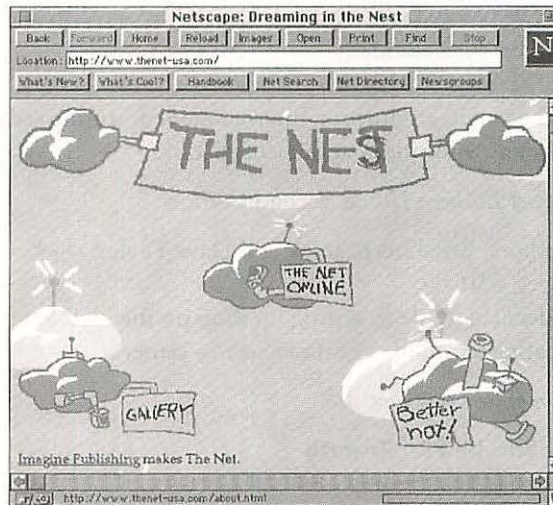 Netscape: Dreaming in the Nest
Back Forward Home Reload Images Open Print Find Stop
Location: http://www.thenet-usa.com/
What's New? What's Cool? Handbook Net Search Net Directory Newsgroups
N
THE NEST
THE NET
ONLINE
GALLERY
Better
not!
Imagine Publishing makes The Net.
http://www.thenet-usa.com/about.html